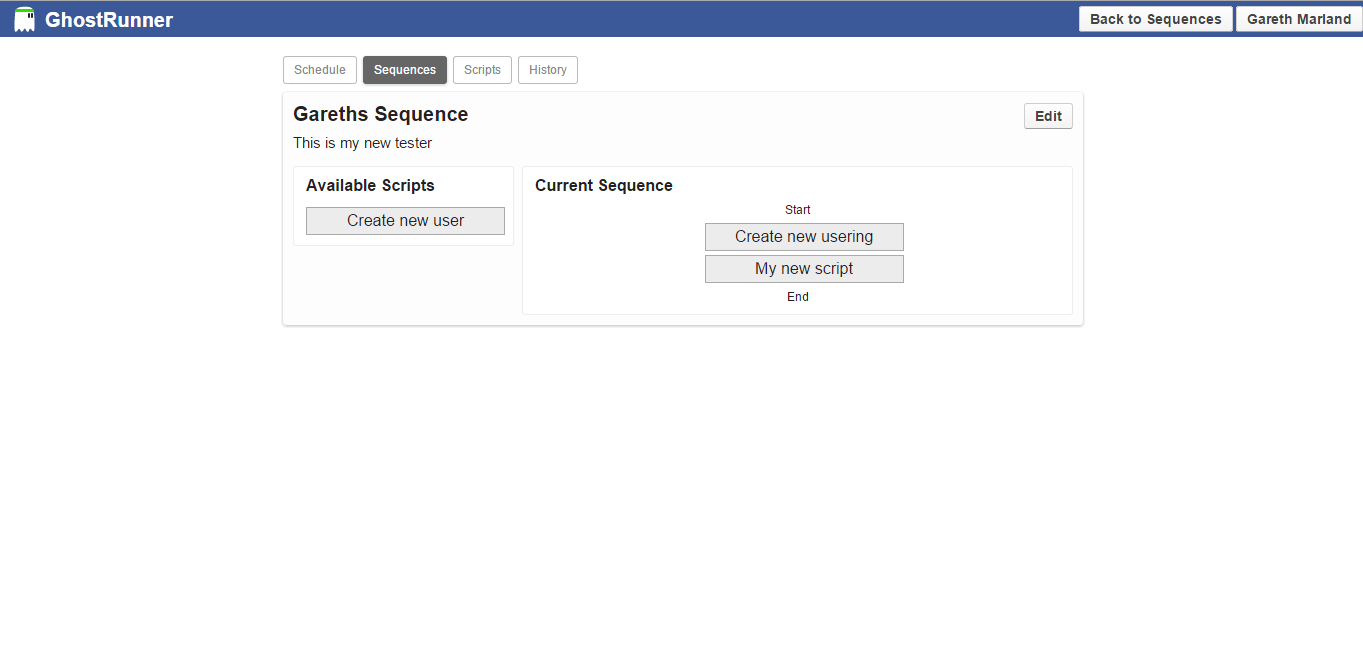 GhostRunner
Back to Sequences
Gareth Marland
Schedule
Sequences
Scripts
History
Gareths Sequence
Edit
This is my new tester
Available Scripts
Create new user
Current Sequence
Start
Create new usering
My new script
End